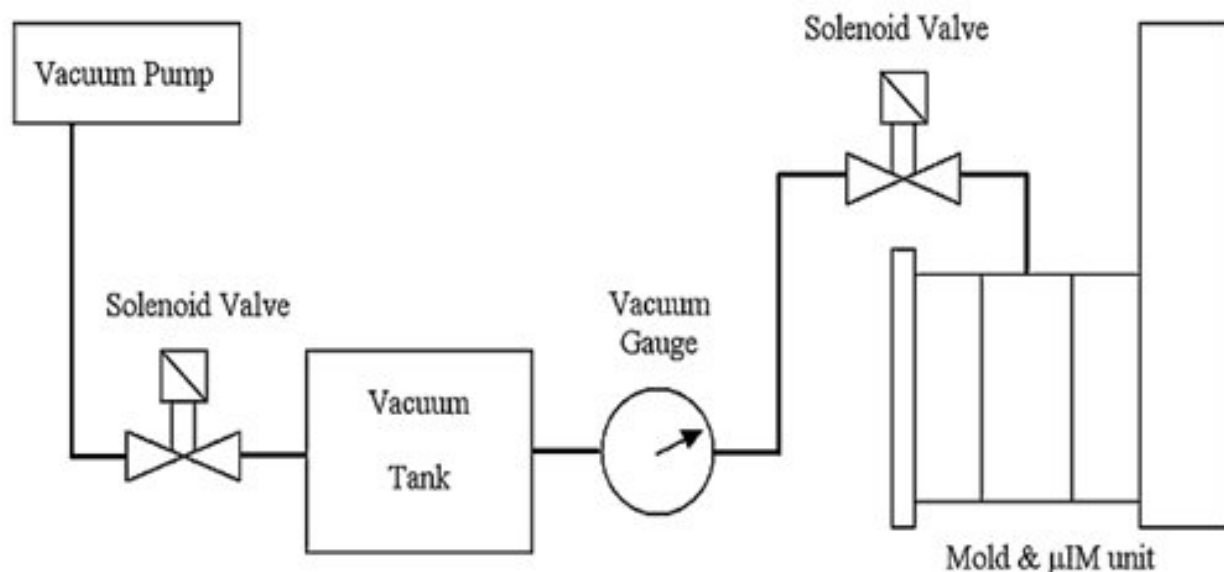 Solenoid Valve
Vacuum Pump
Solenoid Valve
Vacuum
Gauge
Vacuum
Tank
Mold & μIM unit